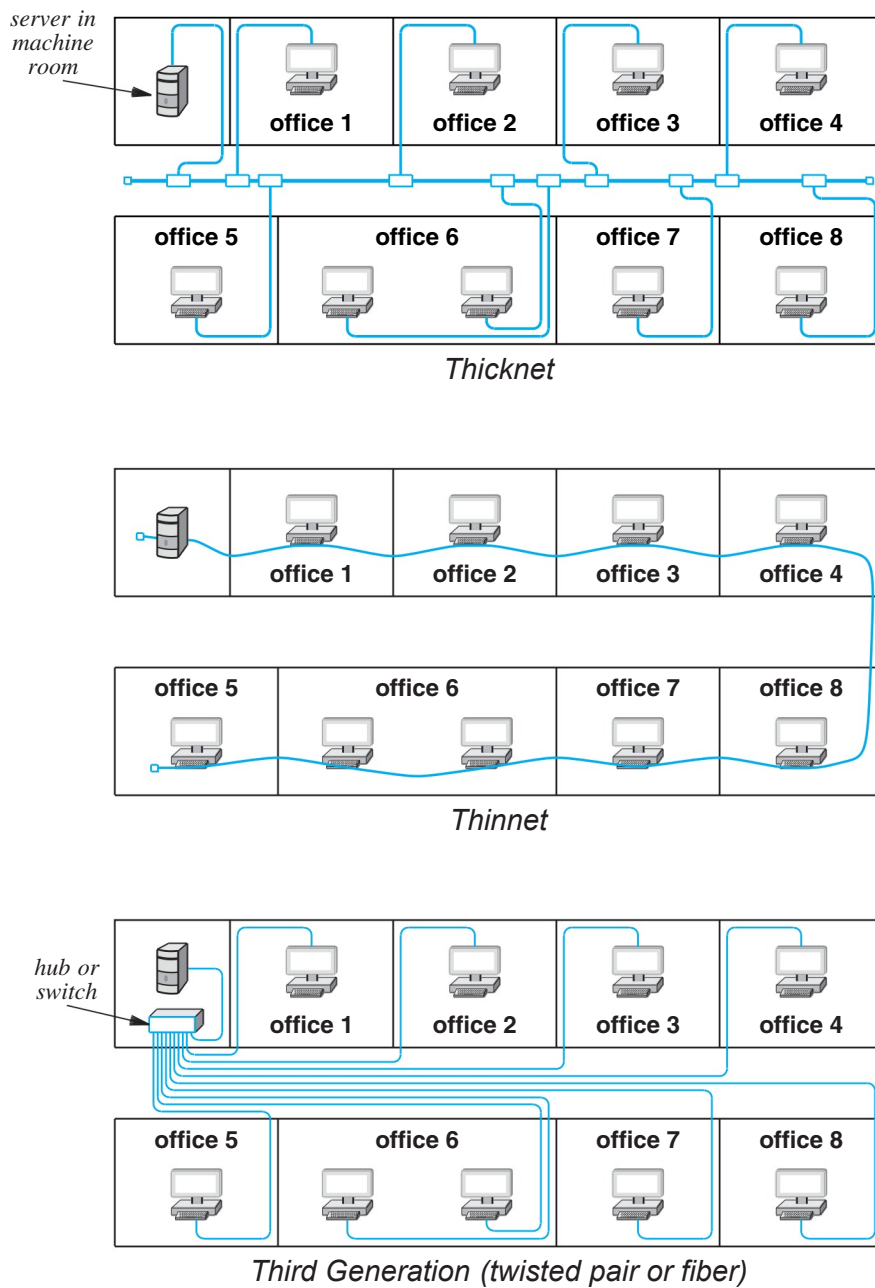 server in
machine
room
office 1
office 2
office 3
office 4
office 5
office 6
office 7
office 8
Thicknet
office 1
office 2
office 3
office 4
office 5
office 6
office 7
office 8
Thinnet
hub or
switch
office 1
office 2
office 3
office 4
office 5
office 6
office 7
office 8
Third Generation (twisted pair or fiber)